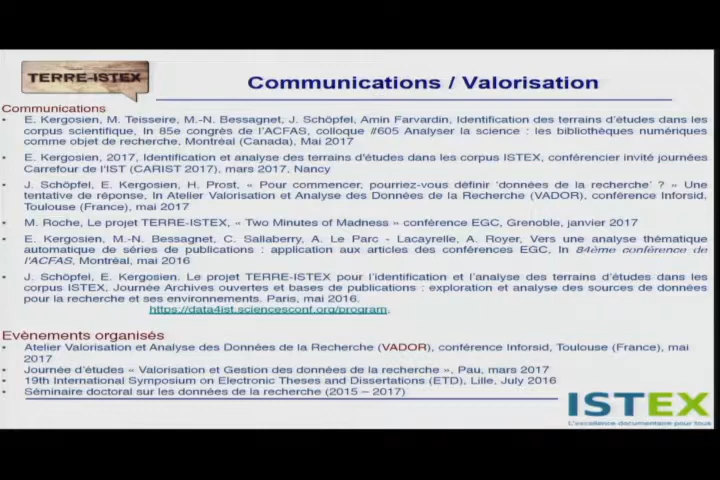 TERRE-ISTEX
Communications / Valorisation
Communications
• E. Kergosien, M. Teisseire, M.-N. Bessagnet, J. Schöpfel, Amin Farvardin, Identification des terrains d'études dans les
corpus scientifique, In 85e congrès de l'ACFAS, colloque #605 Analyser la science : les bibliothèques numériques
comme objet de recherche, Montréal (Canada), Mai 2017
• E. Kergosien, 2017, Identification et analyse des terrains d'études dans les corpus ISTEX, conférencier invité journées
Carrefour de l'IST (CARIST 2017), mars 2017, Nancy
• J. Schöpfel, E. Kergosien, H. Prost, « Pour commencer, pourriez-vous définir 'données de la recherche' ? » Une
tentative de réponse, In Atelier Valorisation et Analyse des Données de la Recherche (VADOR), conférence Inforsid,
Toulouse (France), mai 2017
• M. Roche, Le projet TERRE-ISTEX, « Two Minutes of Madness » conférence EGC, Grenoble, janvier 2017
• E. Kergosien, M.-N. Bessagnet, C. Sallaberry, A. Le Parc - Lacayrelle, A. Royer, Vers une analyse thématique
automatique de séries de publications : application aux articles des conférences EGC, In 84ème conférence de
l'ACFAS, Montréal, mai 2016
• J. Schöpfel, E. Kergosien. Le projet TERRE-ISTEX pour l'identification et l'analyse des terrains d'études dans les
corpus ISTEX, Journée Archives ouvertes et bases de publications : exploration et analyse des sources de données
pour la recherche et ses environnements. Paris, mai 2016.
https://data4ist.sciencesconf.org/program.
Evènements organisés
• Atelier Valorisation et Analyse des Données de la Recherche (VADOR), conférence Inforsid, Toulouse (France), mai
2017
• Journée d'études « Valorisation et Gestion des données de la recherche », Pau, mars 2017
• 19th International Symposium on Electronic Theses and Dissertations (ETD), Lille, July 2016
• Séminaire doctoral sur les données de la recherche (2015 – 2017)
ISTEX
L'excellence documentaire pour tous